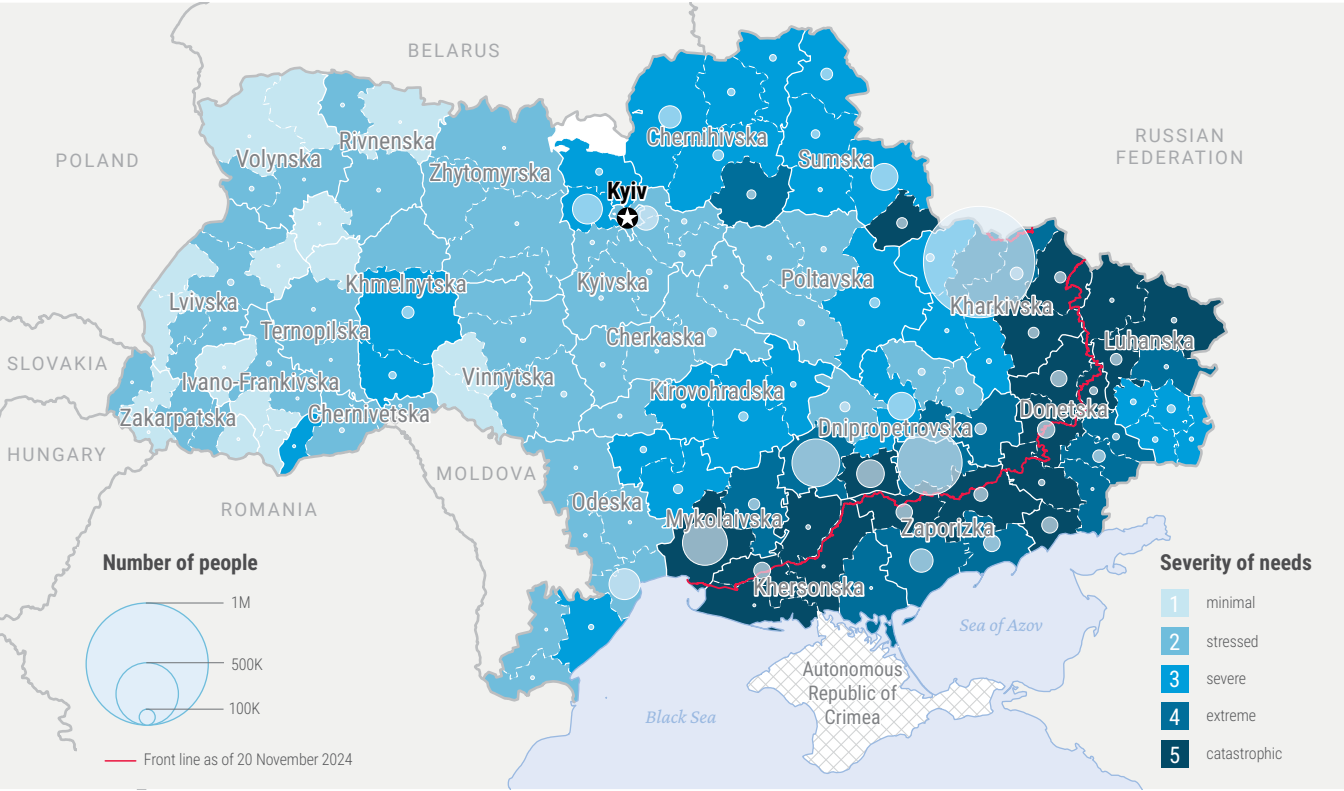 BELARUS
RUSSIAN
FEDERATION
POLAND
Chernihivska
Rivnenska
Volynska
Sumska
Zhytomyrska
Kyiv
Khmelnytska
Kyivska
Poltavska
Lvivska
Kharkivska
Ternopilska
Cherkaska
Luhanska
SLOVAKIA
Ivano-Frankivska
Vinnytska
Kirovohradska
Zakarpatska
Chernivetska
Donetska
Dnipropetrovska
HUNGARY
MOLDOVA
ROMANIA
Odeska
Mykolaivska
Zaporizka
Khersonska
Sea of Azov
Autonomous
Republic of
Crimea
Black Sea
Number of people
1M
500K
100K
Front line as of 20 November 2024
Severity of needs
1 minimal
2 stressed
3 severe
4 extreme
5 catastrophic